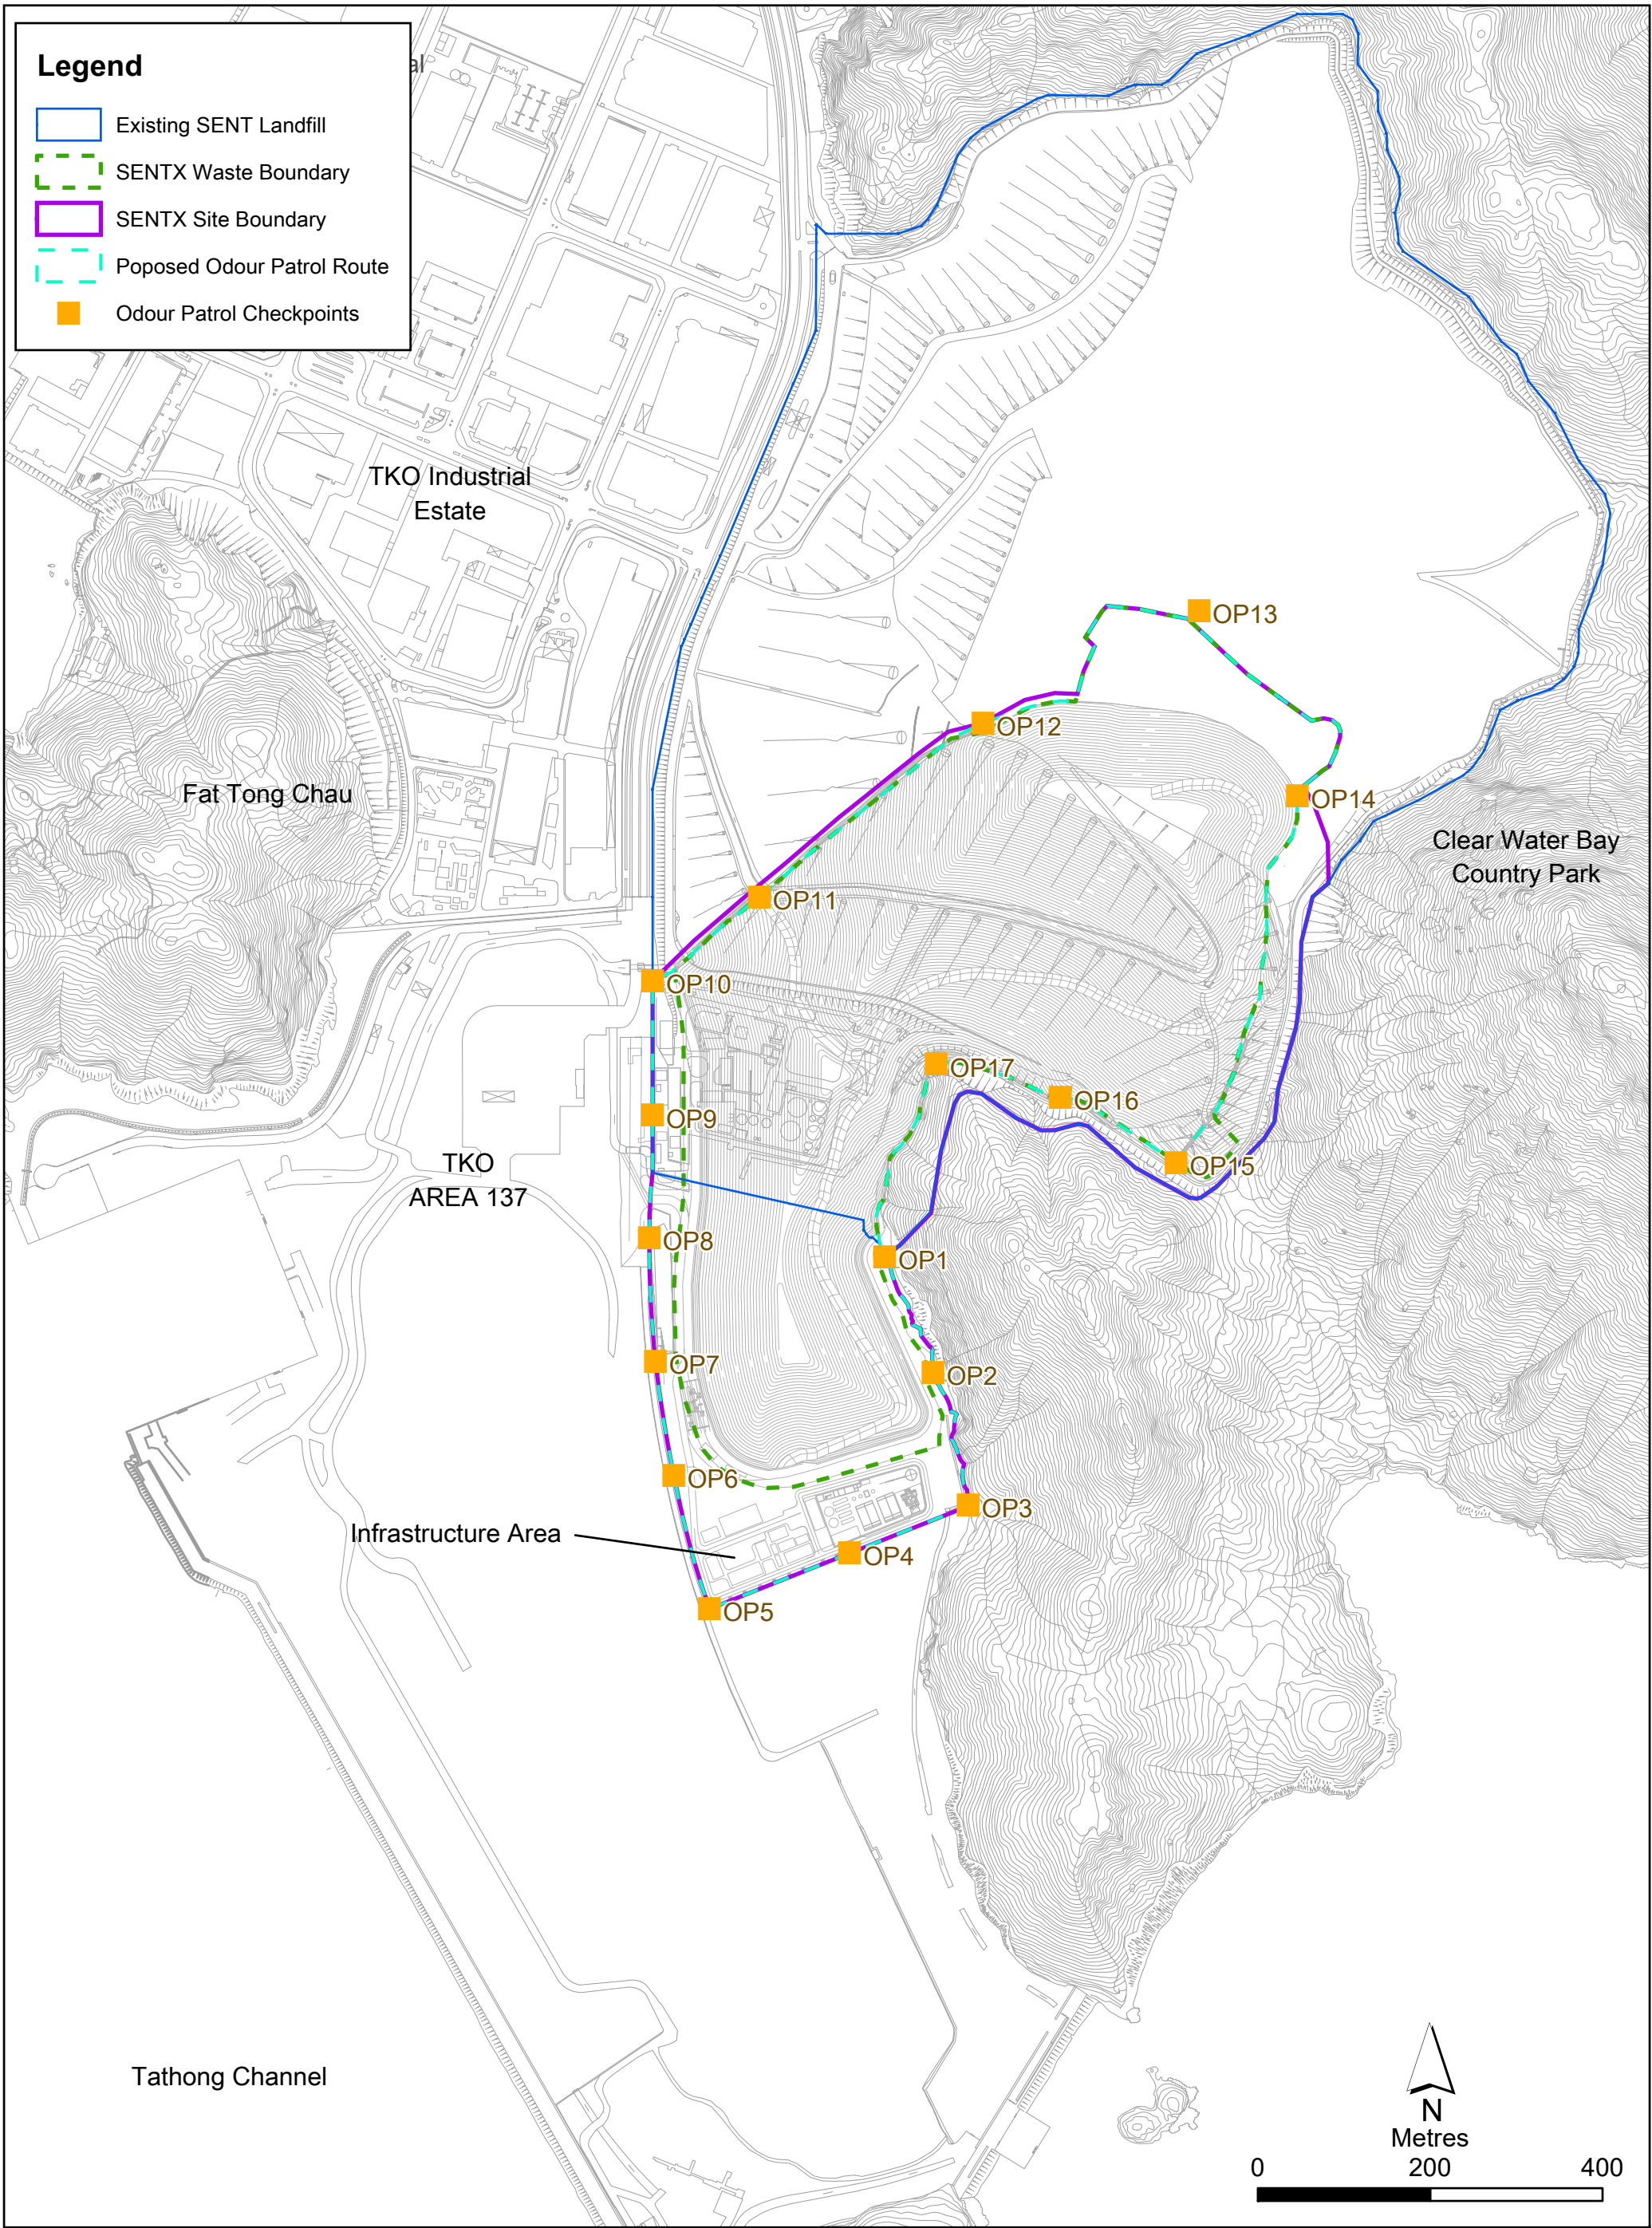 Legend
al
Existing SENT Landfill
SENTX Waste Boundary
SENTX Site Boundary
Poposed Odour Patrol Route
Odour Patrol Checkpoints
TKO Industrial
Estate
OP13
OP12
Fat Tong Chau
OP14
Clear Water Bay
Country Park
OP11
OP10
OP17
OP16
OP9
TKO
AREA 137
OP15
OP8
OP1
OP7
OP2
OP6
OP3
Infrastructure Area
OP4
OP5
Tathong Channel
N
Metres
0 200 400